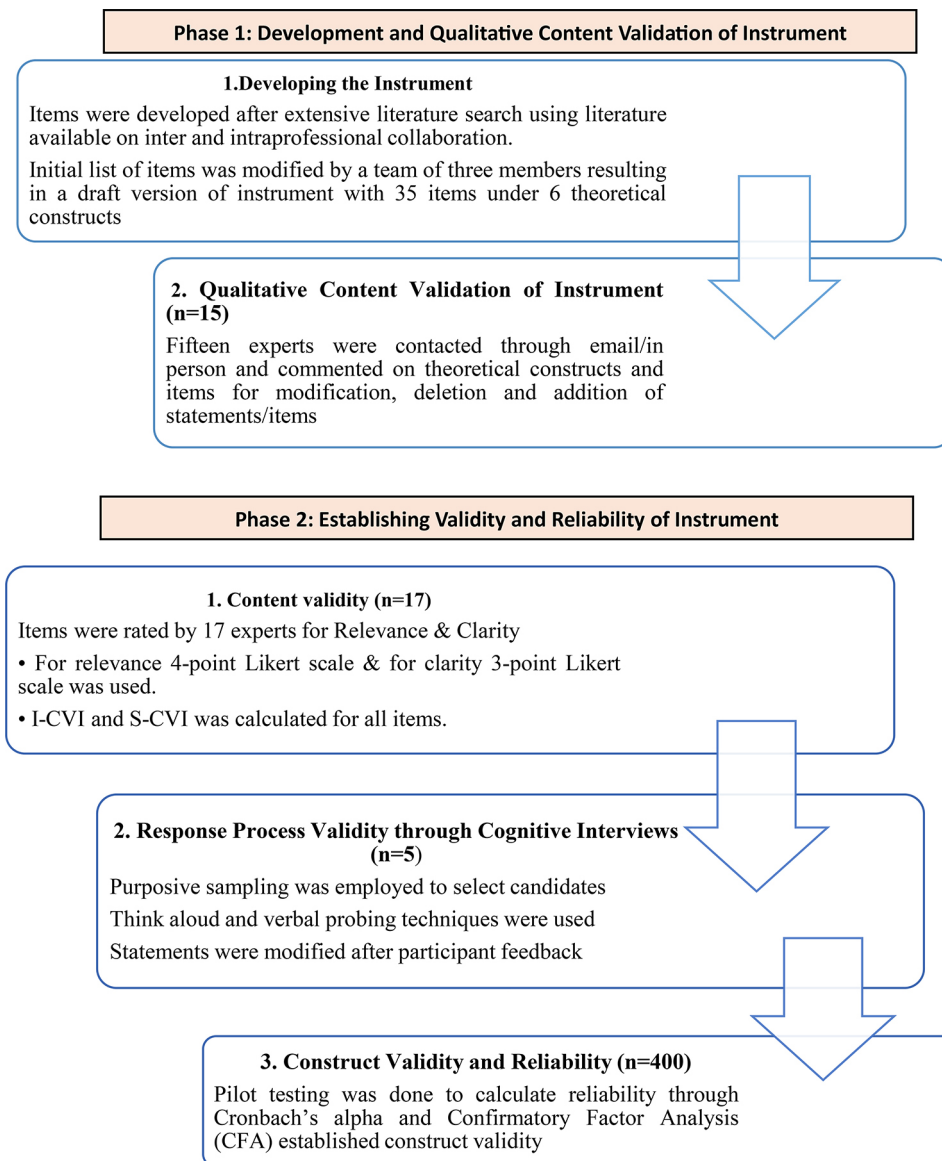 Phase 1: Development and Qualitative Content Validation of Instrument
1.Developing the Instrument
Items were developed after extensive literature search using literature
available on inter and intraprofessional collaboration.
Initial list of items was modified by a team of three members resulting
in a draft version of instrument with 35 items under 6 theoretical
constructs
2. Qualitative Content Validation of Instrument
(n=15)
Fifteen experts were contacted through email/in
person and commented on theoretical constructs and
items for modification, deletion and addition of
statements/items
Phase 2: Establishing Validity and Reliability of Instrument
1. Content validity (n=17)
Items were rated by 17 experts for Relevance & Clarity
• For relevance 4-point Likert scale & for clarity 3-point Likert
scale was used.
• I-CVI and S-CVI was calculated for all items.
2. Response Process Validity through Cognitive Interviews
(n=5)
Purposive sampling was employed to select candidates
Think aloud and verbal probing techniques were used
Statements were modified after participant feedback
3. Construct Validity and Reliability (n=400)
Pilot testing was done to calculate reliability through
Cronbach’s alpha and Confirmatory Factor Analysis
(CFA) established construct validity